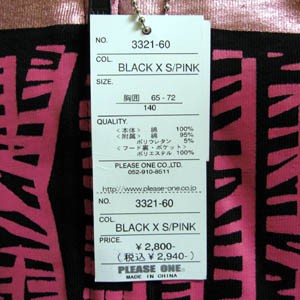 NO. 3321-60
COL. BLACK X S/PINK
SIZE.
胸囲 65 - 72
140
QUALITY.
<本体> 綿 100%
<附属> 綿 95%
ポリウレタン 5%
<フード裏・ポケット>
ポリエステル 100%
PLEASE ONE CO.,LTD.
052-910-8511
http://www.please-one.co.jp
NO. 3321-60
COL. BLACK X S/PINK
PRICE.
¥ 2,800-
(税込¥ 2,940-)
PLEASE ONE.
MADE IN CHINA